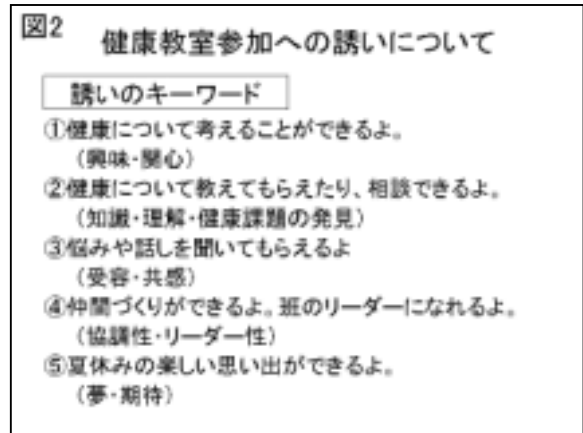 図2
健康教室参加への誘いについて
誘いのキーワード
①健康について考えることができるよ。
(興味・関心)
②健康について教えてもらえたり、相談できるよ。
(知識・理解・健康課題の発見)
③悩みや話しを聞いてもらえるよ
(受容・共感)
④仲間づくりができるよ。班のリーダーになれるよ。
(協調性・リーダー性)
⑤夏休みの楽しい思い出ができるよ。
(夢・期待)